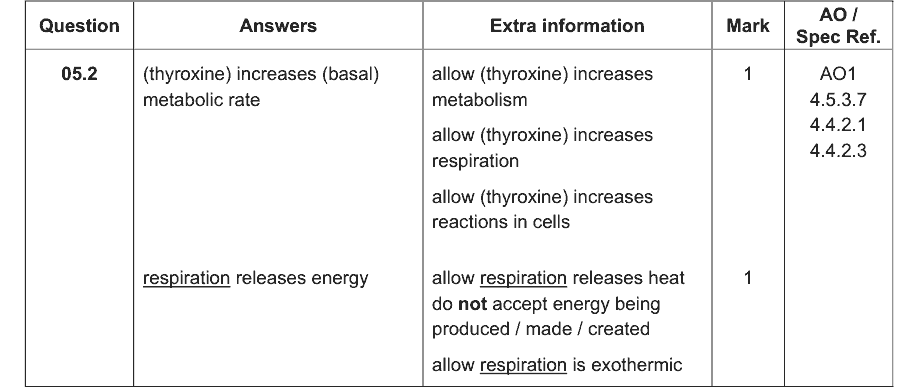 Question Answers Extra information Mark AO /
Spec Ref.
05.2 (thyroxine) increases (basal) allow (thyroxine) increases 1 AO1
metabolic rate metabolism 4.5.3.7
allow (thyroxine) increases 4.4.2.1
respiration 4.4.2.3
allow (thyroxine) increases
reactions in cells
respiration releases energy allow respiration releases heat 1
do not accept energy being
produced / made / created
allow respiration is exothermic